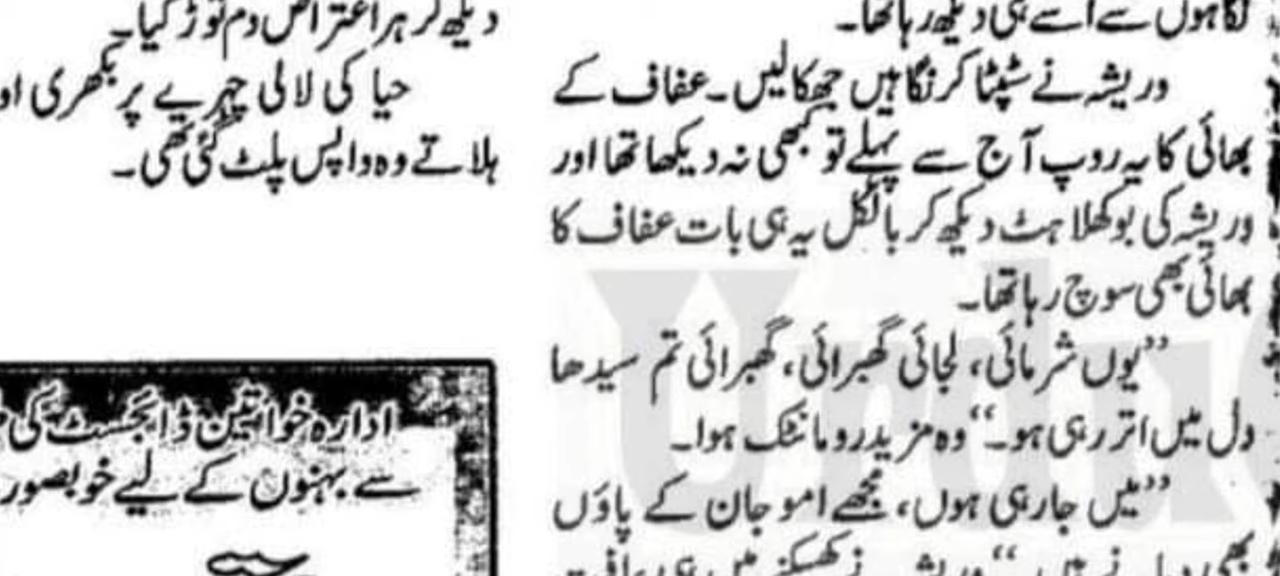 نگاہوں سے اسے ہی دیکھ رہا تھا۔
وریشہ نے سٹپٹا کر نگاہیں جھکا لیں۔ عفاف کے
بھائی کا یہ روپ آج سے پہلے تو کبھی نہ دیکھا تھا اور
وریشہ کی بوکھلاہٹ دیکھ کر بالکل یہ ہی بات عفاف کا
بھائی بھی سوچ رہا تھا۔
”یوں شرمائی، لجائی گھبرائی، گھبرائی تم سیدھا
دل میں اتر رہی ہو۔“ وہ مزید رومانٹک ہوا۔
”میں جا رہی ہوں، مجھے امو جان کے پاؤں
دیکھ کر ہر اعتراض دم توڑ گیا۔
حیا کی لالی چہرے پر بکھری او
ہلاتے وہ واپس پلٹ گئی تھی۔
ادارہ خواتین ڈائجسٹ کی
سے بہنوں کے لیے خوبصور
Urdu